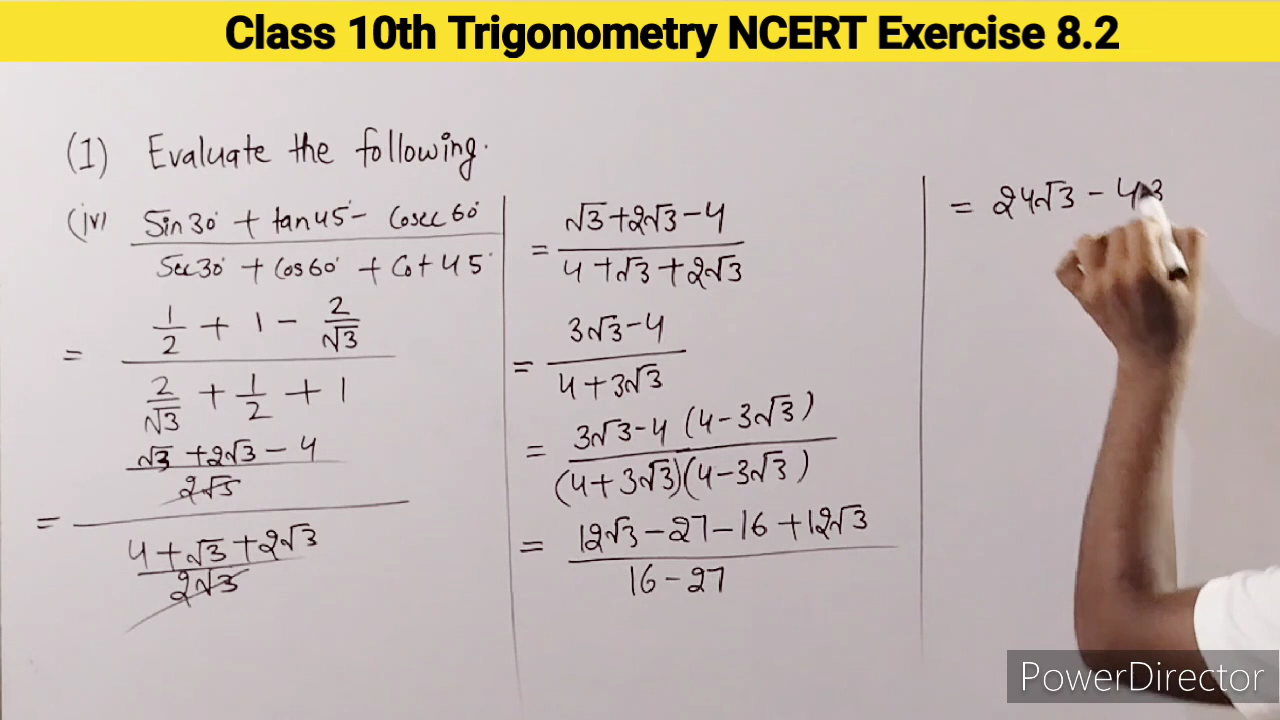 Class 10th Trigonometry NCERT Exercise 8.2
(1) Evaluate the following.
(iv) Sin30° + tan45° - Cosec60°
Sec30° + Cos60° + Cot45°
= 1/2 + 1 - 2/√3
2/√3 + 1/2 + 1
= √3 + 2√3 - 4
2√3
4 + √3 + 2√3
2√3
= √3 + 2√3 - 4
4 + √3 + 2√3
= 3√3 - 4
4 + 3√3
= 3√3 - 4 (4 - 3√3)
(4 + 3√3)(4 - 3√3)
= 12√3 - 27 - 16 + 12√3
16 - 27
= 24√3 - 43
PowerDirector